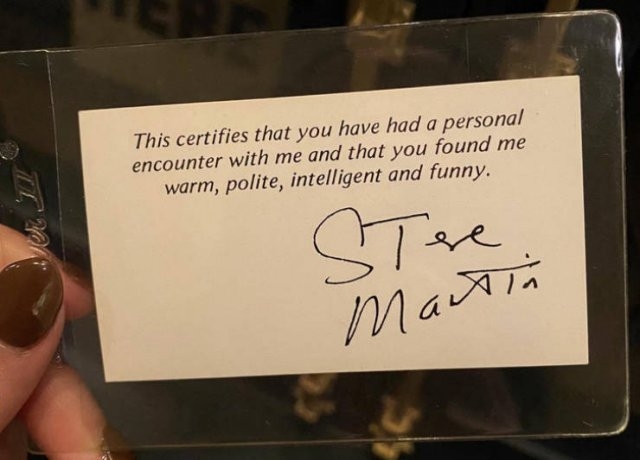 This certifies that you have had a personal
encounter with me and that you found me
warm, polite, intelligent and funny.
Steve
Martin